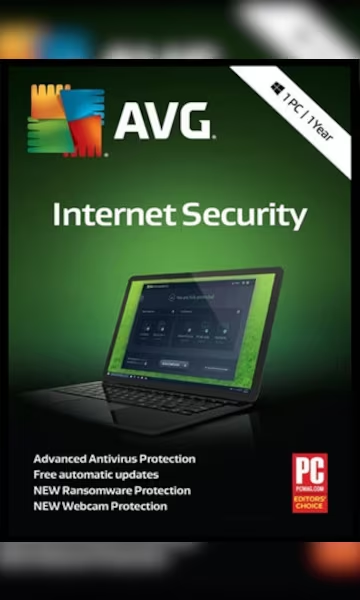 1 PC | 1 Year
AVG.
Internet Security
Advanced Antivirus Protection
Free automatic updates
NEW Ransomware Protection
NEW Webcam Protection
PC
PCMAG.COM
EDITORS'
CHOICE